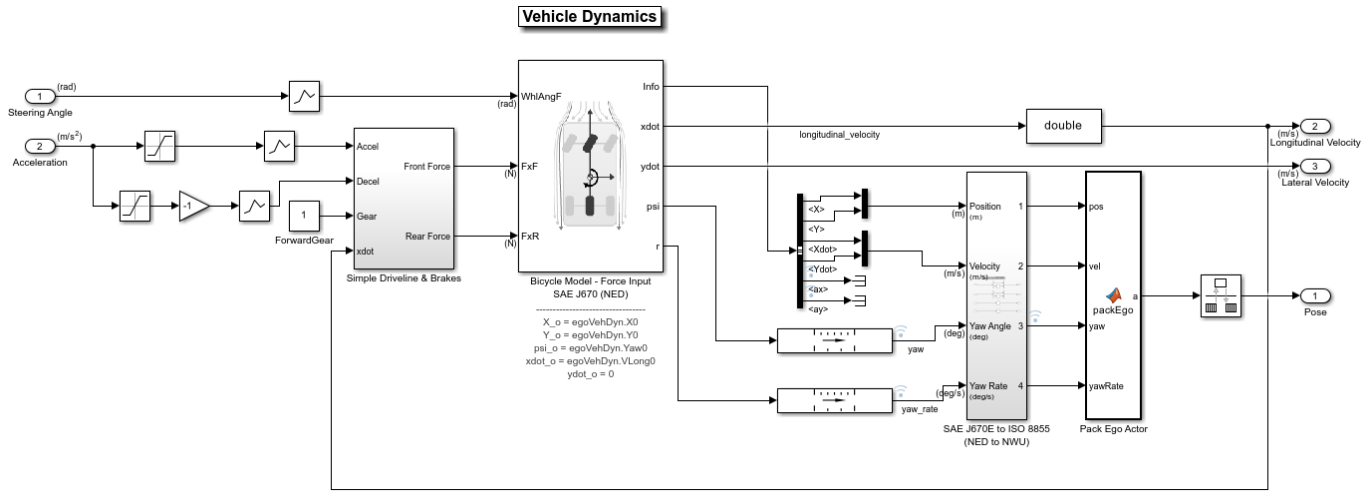 Vehicle Dynamics
1
(rad)
Steering Angle
2
(m/s²)
Acceleration
-1
1
ForwardGear
Accel
Decel
Gear
xdot
Front Force
Rear Force
Simple Driveline & Brakes
(rad)
(N)
(N)
WhlAngF
FxF
FxR
Info
xdot
ydot
psi
r
Bicycle Model - Force Input
SAE J670 (NED)
--------------------------------
X_o = egoVehDyn.X0
Y_o = egoVehDyn.Y0
psi_o = egoVehDyn.Yaw0
xdot_o = egoVehDyn.VLong0
ydot_o = 0
longitudinal_velocity
double
<X>
<Y>
<Xdot>
<Ydot>
<ax>
<ay>
yaw
yaw_rate
(m)
(m/s)
(deg)
(deg/s)
Position
(m)
Velocity
(m/s)
Yaw Angle
(deg)
Yaw Rate
(deg/s)
1
2
3
4
SAE J670E to ISO 8855
(NED to NWU)
pos
vel
yaw
yawRate
packEgo
a
Pack Ego Actor
2
(m/s)
Longitudinal Velocity
3
(m/s)
Lateral Velocity
1
Pose